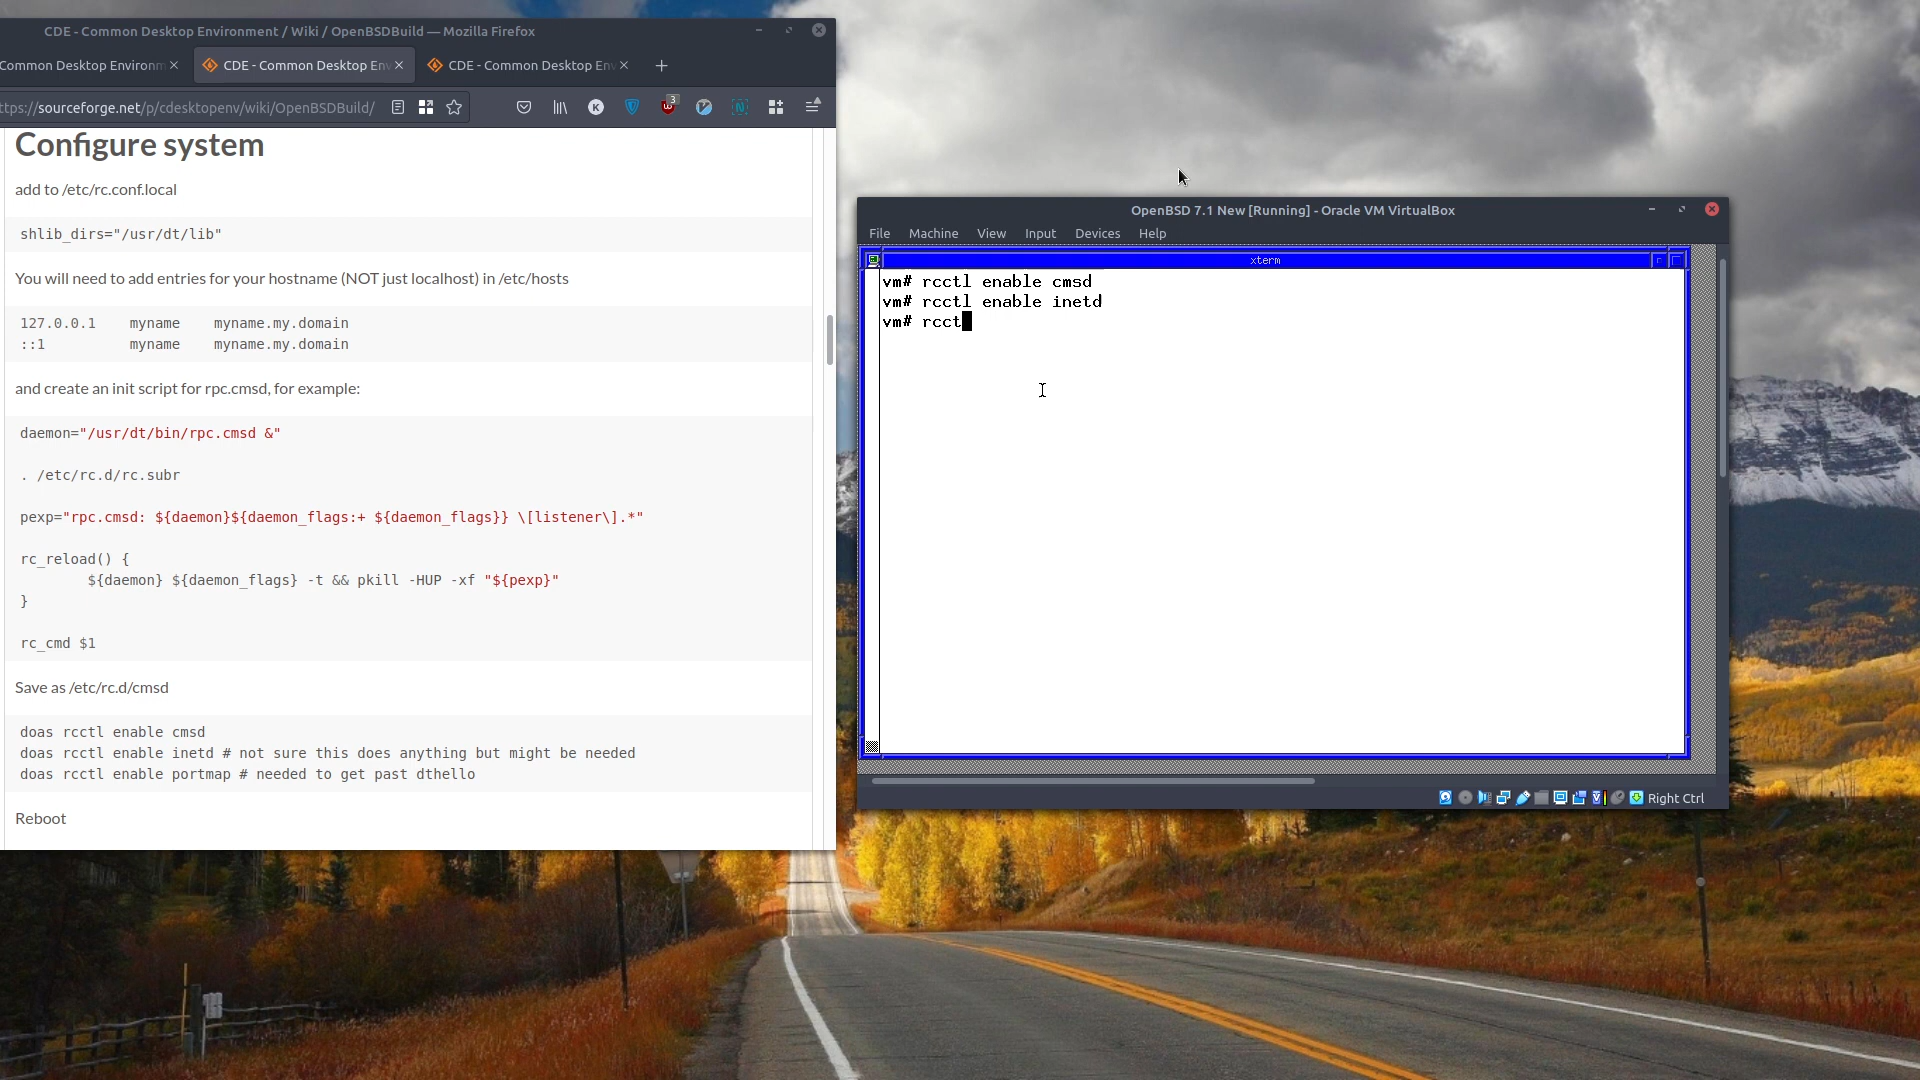 CDE - Common Desktop Environment / Wiki / OpenBSDBuild — Mozilla Firefox
Common Desktop Environm
CDE - Common Desktop En
CDE - Common Desktop En
ttps://sourceforge.net/p/cdesktopenv/wiki/OpenBSDBuild/
K
3
N
Configure system
add to /etc/rc.conf.local
shlib_dirs="/usr/dt/lib"
You will need to add entries for your hostname (NOT just localhost) in /etc/hosts
127.0.0.1    myname    myname.my.domain
::1          myname    myname.my.domain
and create an init script for rpc.cmsd, for example:
daemon="/usr/dt/bin/rpc.cmsd &"
. /etc/rc.d/rc.subr
pexp="rpc.cmsd: ${daemon}${daemon_flags:+ ${daemon_flags}} \[listener\].*"
rc_reload() {
        ${daemon} ${daemon_flags} -t && pkill -HUP -xf "${pexp}"
}
rc_cmd $1
Save as /etc/rc.d/cmsd
doas rcctl enable cmsd
doas rcctl enable inetd # not sure this does anything but might be needed
doas rcctl enable portmap # needed to get past dthello
Reboot
OpenBSD 7.1 New [Running] - Oracle VM VirtualBox
File Machine View Input Devices Help
xterm
vm# rcctl enable cmsd
vm# rcctl enable inetd
vm# rcct
Right Ctrl